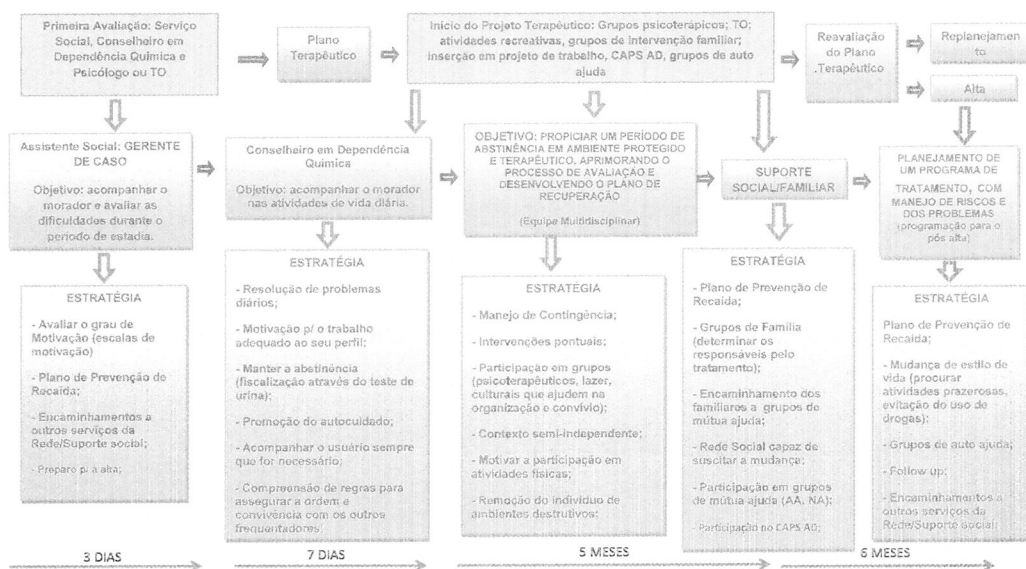 Primeira Avaliação: Serviço
Social, Conselheiro em
Dependência Química e
Psicólogo ou TO
Plano
Terapêutico
Início do Projeto Terapêutico: Grupos psicoterápicos; TO;
atividades recreativas, grupos de intervenção familiar;
inserção em projeto de trabalho, CAPS AD, grupos de auto
ajuda
Reavaliação
do Plano
.Terapêutico
Replanejame
nto
Alta
Assistente Social: GERENTE
DE CASO
Objetivo: acompanhar o
morador e avaliar as
dificuldades durante o
período de estadia.
Conselheiro em Dependência
Química
Objetivo: acompanhar o morador
nas atividades de vida diária.
OBJETIVO: PROPICIAR UM PERÍODO DE
ABSTINÊNCIA EM AMBIENTE PROTEGIDO
E TERAPÊUTICO, APRIMORANDO O
PROCESSO DE AVALIAÇÃO E
DESENVOLVENDO O PLANO DE
RECUPERAÇÃO
(Equipe Multidisciplinar)
SUPORTE
SOCIAL/FAMILIAR
PLANEJAMENTO DE
UM PROGRAMA DE
TRATAMENTO, COM
MANEJO DE RISCOS E
DOS PROBLEMAS
(programação para o
pós alta)
ESTRATÉGIA
- Avaliar o grau de
Motivação (escalas de
motivação)
- Plano de Prevenção de
Recaída;
- Encaminhamentos a
outros serviços da
Rede/Suporte social;
- Preparo p/ a alta;
ESTRATÉGIA
- Resolução de problemas
diários;
- Motivação p/ o trabalho
adequado ao seu perfil;
- Manter a abstinência
(fiscalização através do teste de
urina);
- Promoção do autocuidado;
- Acompanhar o usuário sempre
que for necessário;
- Compreensão de regras para
assegurar a ordem e
convivência com os outros
frequentadores
ESTRATÉGIA
- Manejo de Contingência;
- Intervenções pontuais;
- Participação em grupos
(psicoterapêuticos, lazer,
culturais que ajudem na
organização e convívio);
- Contexto semi-independente;
- Motivar a participação em
atividades físicas;
- Remoção do indivíduo de
ambientes destrutivos;
ESTRATÉGIA
- Plano de Prevenção de
Recaída;
- Grupos de Família
(determinar os
responsáveis pelo
tratamento);
- Encaminhamento dos
familiares a grupos de
mútua ajuda;
- Rede Social capaz de
suscitar a mudança;
- Participação em grupos
de mútua ajuda (AA, NA);
- Participação no CAPS AD;
ESTRATÉGIA
Plano de Prevenção de
Recaída;
- Mudança de estilo de
vida (procurar
atividades prazerosas,
evitação do uso de
drogas);
- Grupos de auto ajuda;
- Follow up;
- Encaminhamentos a
outros serviços da
Rede/Suporte social;
3 DIAS
7 DIAS
5 MESES
6 MESES